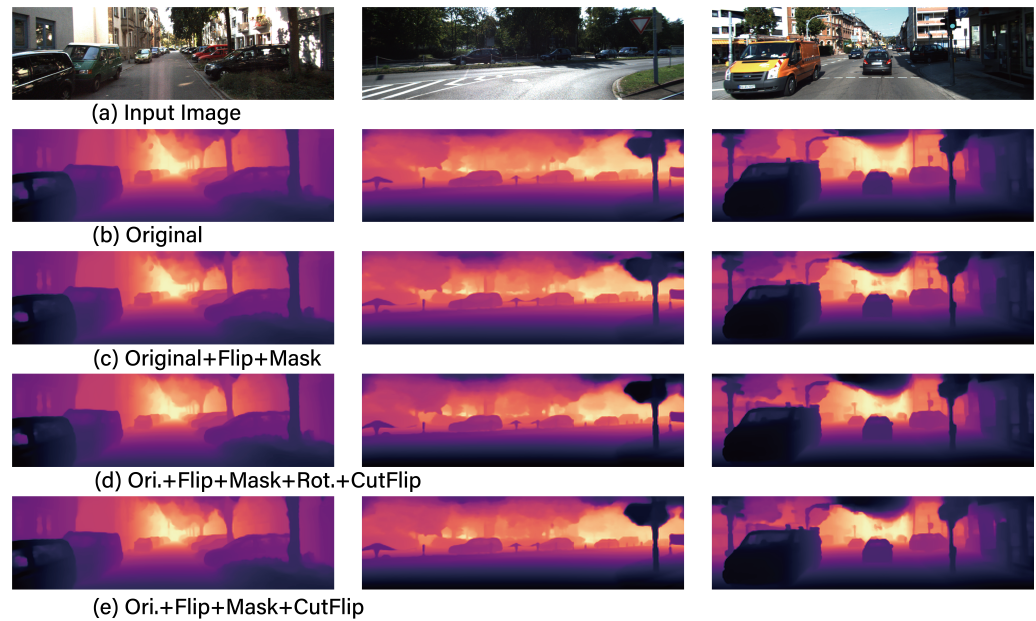 (a) Input Image
(b) Original
(c) Original+Flip+Mask
(d) Ori.+Flip+Mask+Rot.+CutFlip
(e) Ori.+Flip+Mask+CutFlip